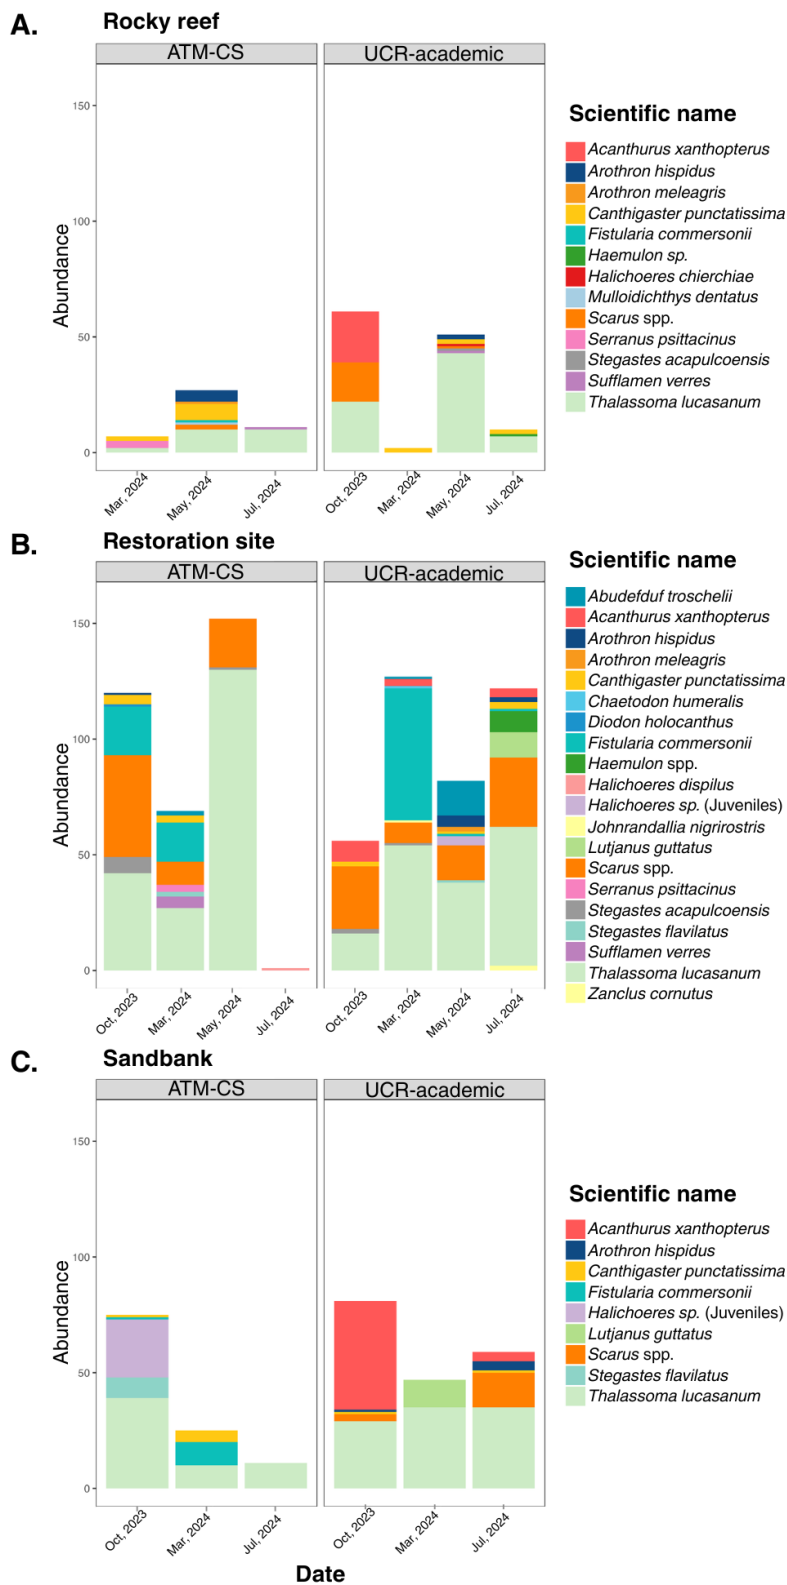 A.
Rocky reef
ATM-CS
UCR-academic
150
100
50
0
Abundance
Mar, 2024
May, 2024
Jul, 2024
Oct, 2023
Mar, 2024
May, 2024
Jul, 2024
Scientific name
Acanthurus xanthopterus
Arothron hispidus
Arothron meleagris
Canthigaster punctatissima
Fistularia commersonii
Haemulon sp.
Halichoeres chierchiae
Mulloidichthys dentatus
Scarus spp.
Serranus psittacinus
Stegastes acapulcoensis
Sufflamen verres
Thalassoma lucasanum
B.
Restoration site
ATM-CS
UCR-academic
150
100
50
0
Abundance
Oct, 2023
Mar, 2024
May, 2024
Jul, 2024
Oct, 2023
Mar, 2024
May, 2024
Jul, 2024
Scientific name
Abudefduf troschelii
Acanthurus xanthopterus
Arothron hispidus
Arothron meleagris
Canthigaster punctatissima
Chaetodon humeralis
Diodon holocanthus
Fistularia commersonii
Haemulon spp.
Halichoeres dispilus
Halichoeres sp. (Juveniles)
Johnrandallia nigrirostris
Lutjanus guttatus
Scarus spp.
Serranus psittacinus
Stegastes acapulcoensis
Stegastes flavilatus
Sufflamen verres
Thalassoma lucasanum
Zanclus cornutus
C.
Sandbank
ATM-CS
UCR-academic
150
100
50
0
Abundance
Oct, 2023
Mar, 2024
Jul, 2024
Oct, 2023
Mar, 2024
Jul, 2024
Date
Scientific name
Acanthurus xanthopterus
Arothron hispidus
Canthigaster punctatissima
Fistularia commersonii
Halichoeres sp. (Juveniles)
Lutjanus guttatus
Scarus spp.
Stegastes flavilatus
Thalassoma lucasanum